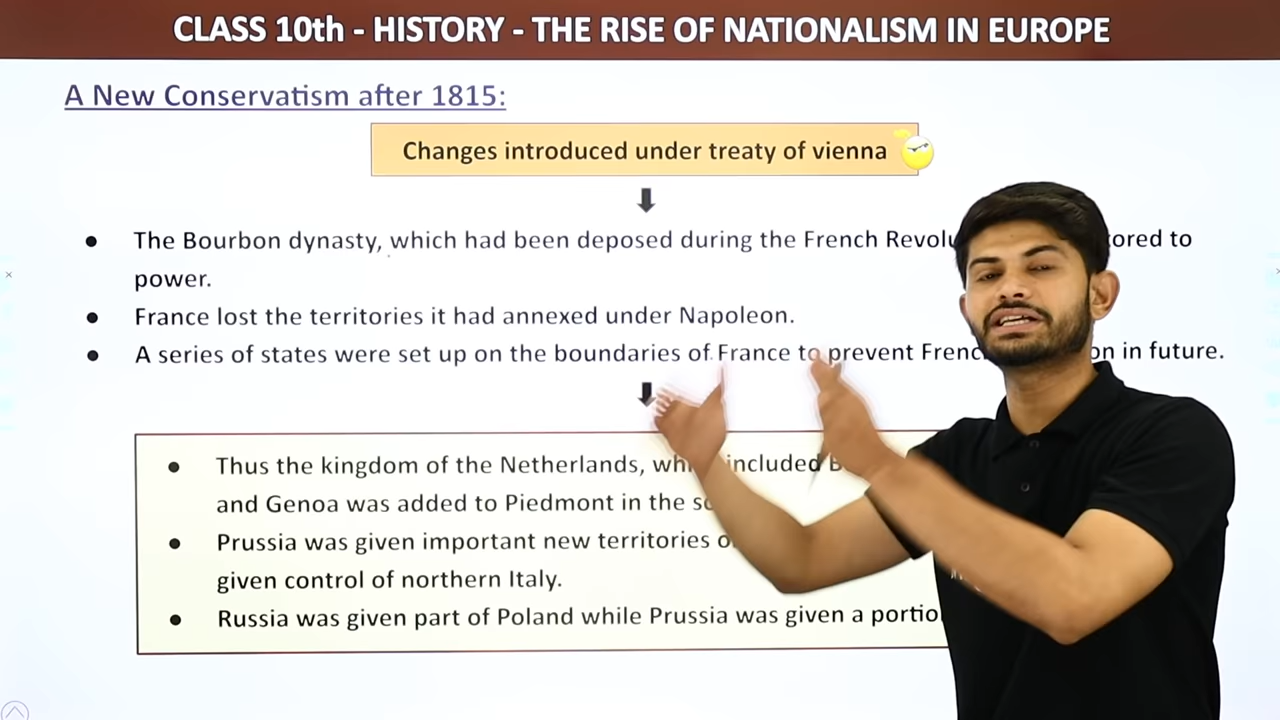 CLASS 10th - HISTORY - THE RISE OF NATIONALISM IN EUROPE
A New Conservatism after 1815:
Changes introduced under treaty of vienna
● The Bourbon dynasty, which had been deposed during the French to
power.
● France lost the territories it had annexed under Napoleon.
● A series of states were set up on the boundaries of France to prevent in future.
● Thus the kingdom of the Netherlands, included
and Genoa was added to Piedmont in the
● Prussia was given important new territories
given control of northern Italy.
● Russia was given part of Poland while Prussia was given a